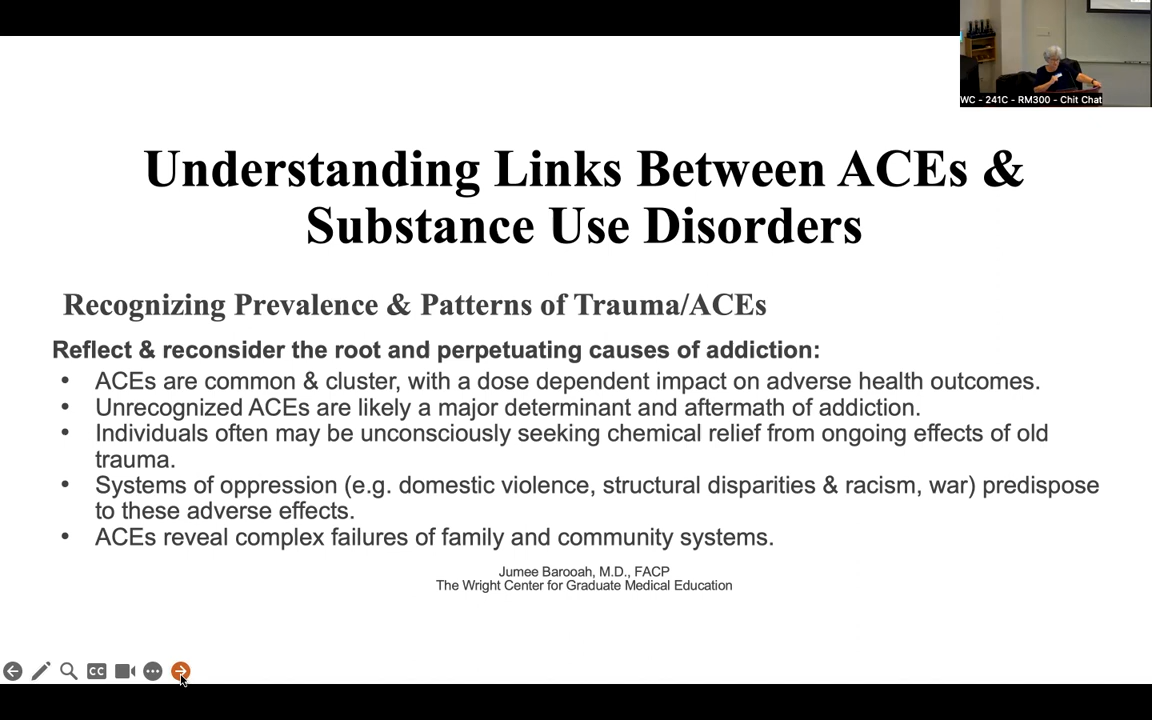 WC - 241C - RM300 - Chit Chat
Understanding Links Between ACEs &
Substance Use Disorders
Recognizing Prevalence & Patterns of Trauma/ACEs
Reflect & reconsider the root and perpetuating causes of addiction:
• ACEs are common & cluster, with a dose dependent impact on adverse health outcomes.
• Unrecognized ACEs are likely a major determinant and aftermath of addiction.
• Individuals often may be unconsciously seeking chemical relief from ongoing effects of old
trauma.
• Systems of oppression (e.g. domestic violence, structural disparities & racism, war) predispose
to these adverse effects.
• ACEs reveal complex failures of family and community systems.
Jumee Barooah, M.D., FACP
The Wright Center for Graduate Medical Education
CC